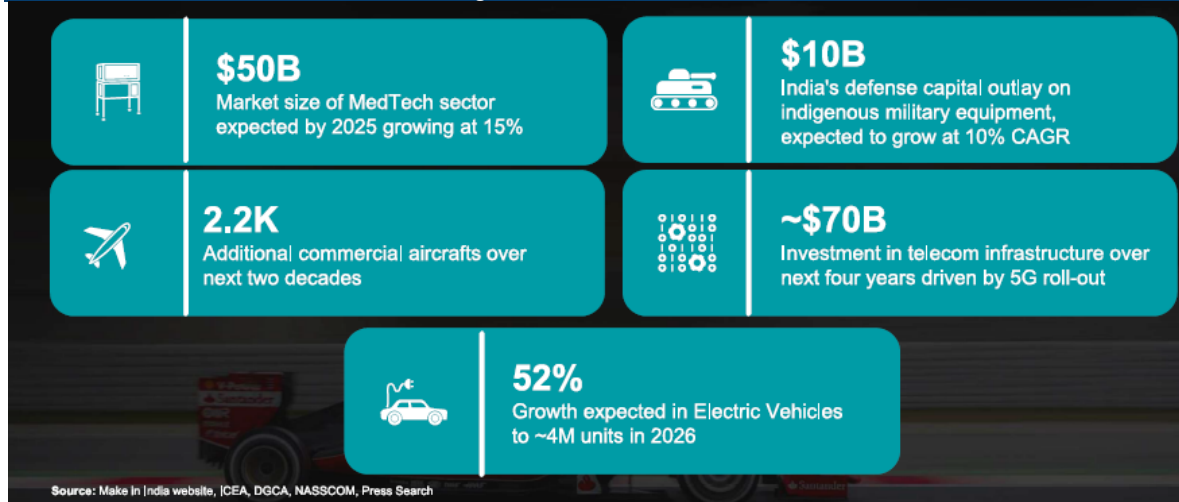 $50B
Market size of MedTech sector
expected by 2025 growing at 15%
$10B
India's defense capital outlay on
indigenous military equipment,
expected to grow at 10% CAGR
2.2K
Additional commercial aircrafts over
next two decades
~$70B
Investment in telecom infrastructure over
next four years driven by 5G roll-out
52%
Growth expected in Electric Vehicles
to ~4M units in 2026
Santander
Santander
Source: Make in India website, ICEA, DGCA, NASSCOM, Press Search